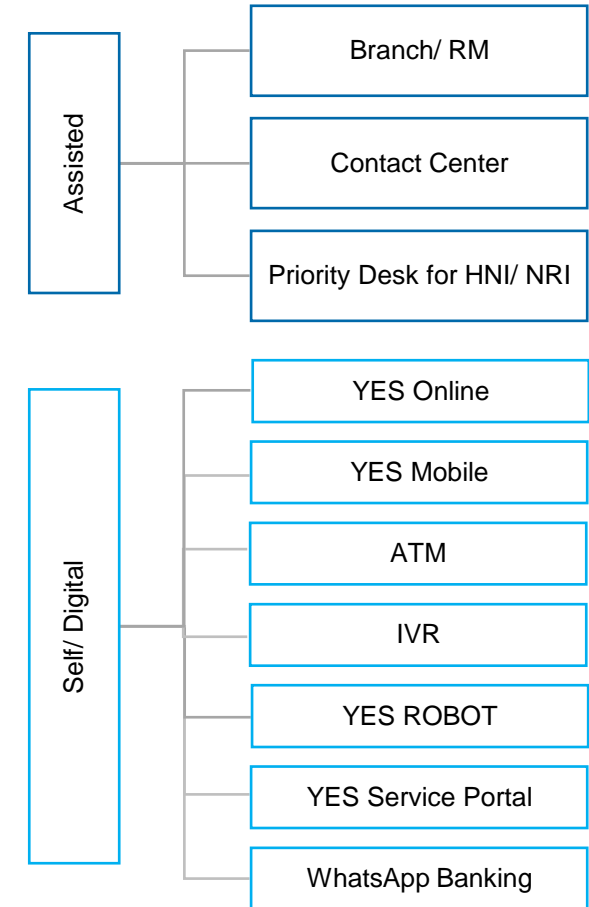 Assisted
Branch/ RM
Contact Center
Priority Desk for HNI/ NRI
Self/ Digital
YES Online
YES Mobile
ATM
IVR
YES ROBOT
YES Service Portal
WhatsApp Banking